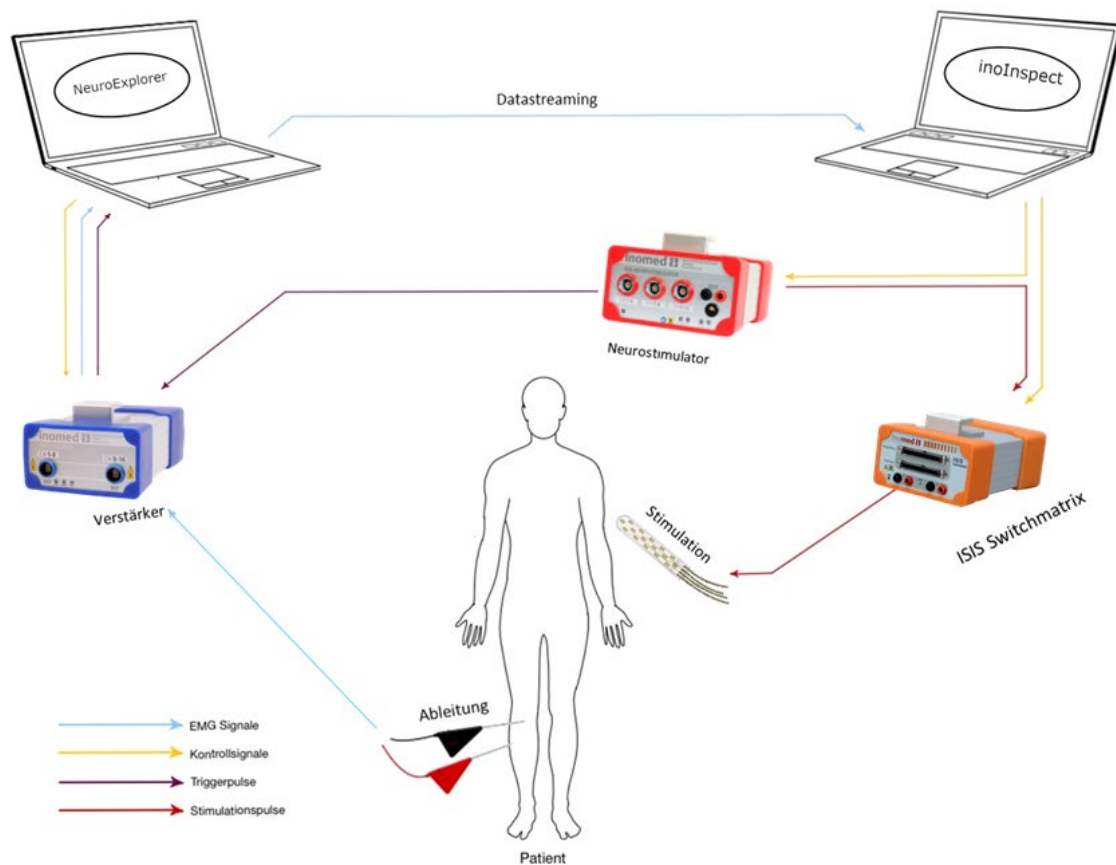 NeuroExplorer
inoInspect
Datastreaming
inomed
Neurostimulator
inomed
Verstärker
Stimulation
ISIS Switchmatrix
Ableitung
EMG Signale
Kontrollsignale
Triggerpulse
Stimulationspulse
Patient